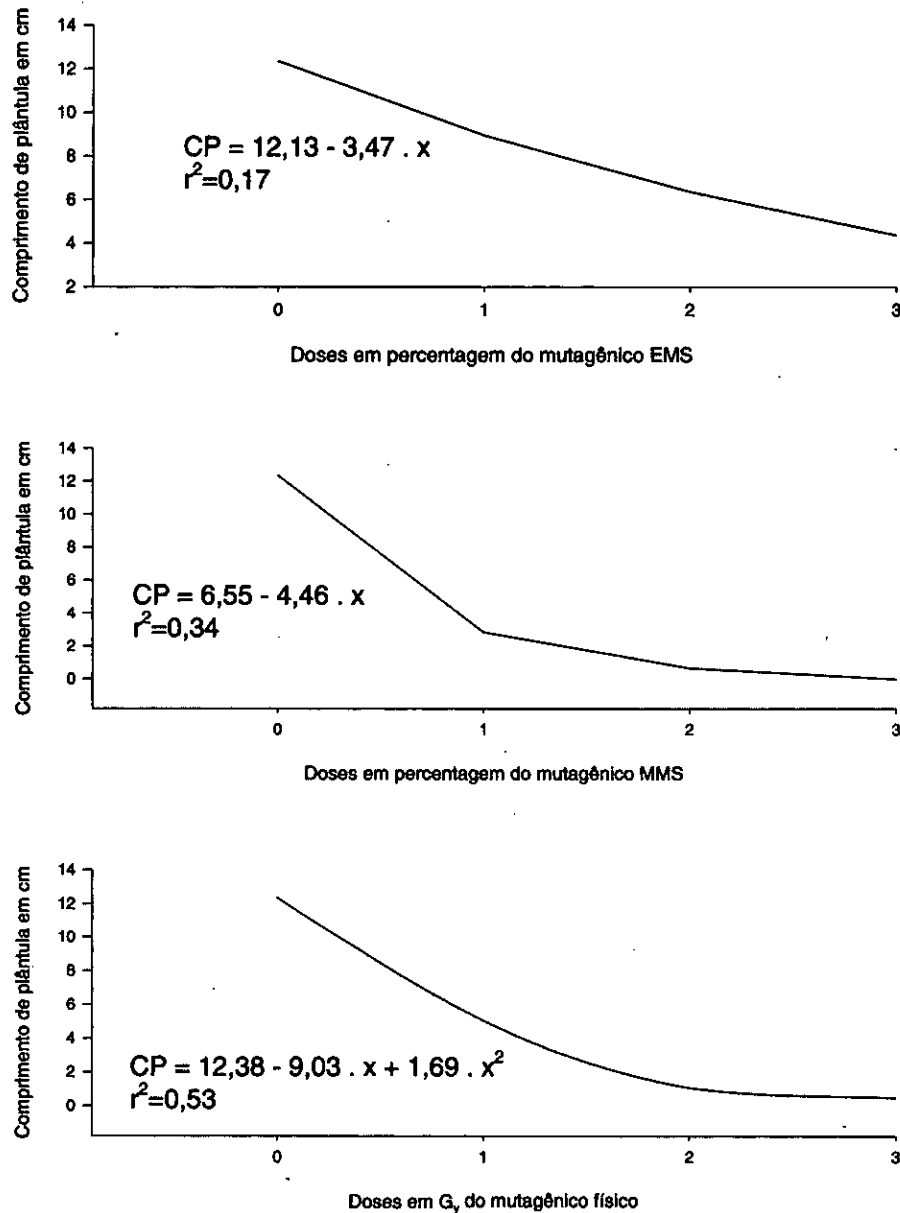 Comprimento de plântula em cm
14
12
10
8
6
4
2
CP = 12,13 - 3,47 . x
r²=0,17
0 1 2 3
Doses em percentagem do mutagênico EMS
Comprimento de plântula em cm
14
12
10
8
6
4
2
0
CP = 6,55 - 4,46 . x
r²=0,34
0 1 2 3
Doses em percentagem do mutagênico MMS
Comprimento de plântula em cm
14
12
10
8
6
4
2
0
CP = 12,38 - 9,03 . x + 1,69 . x²
r²=0,53
0 1 2 3
Doses em Gy do mutagênico físico